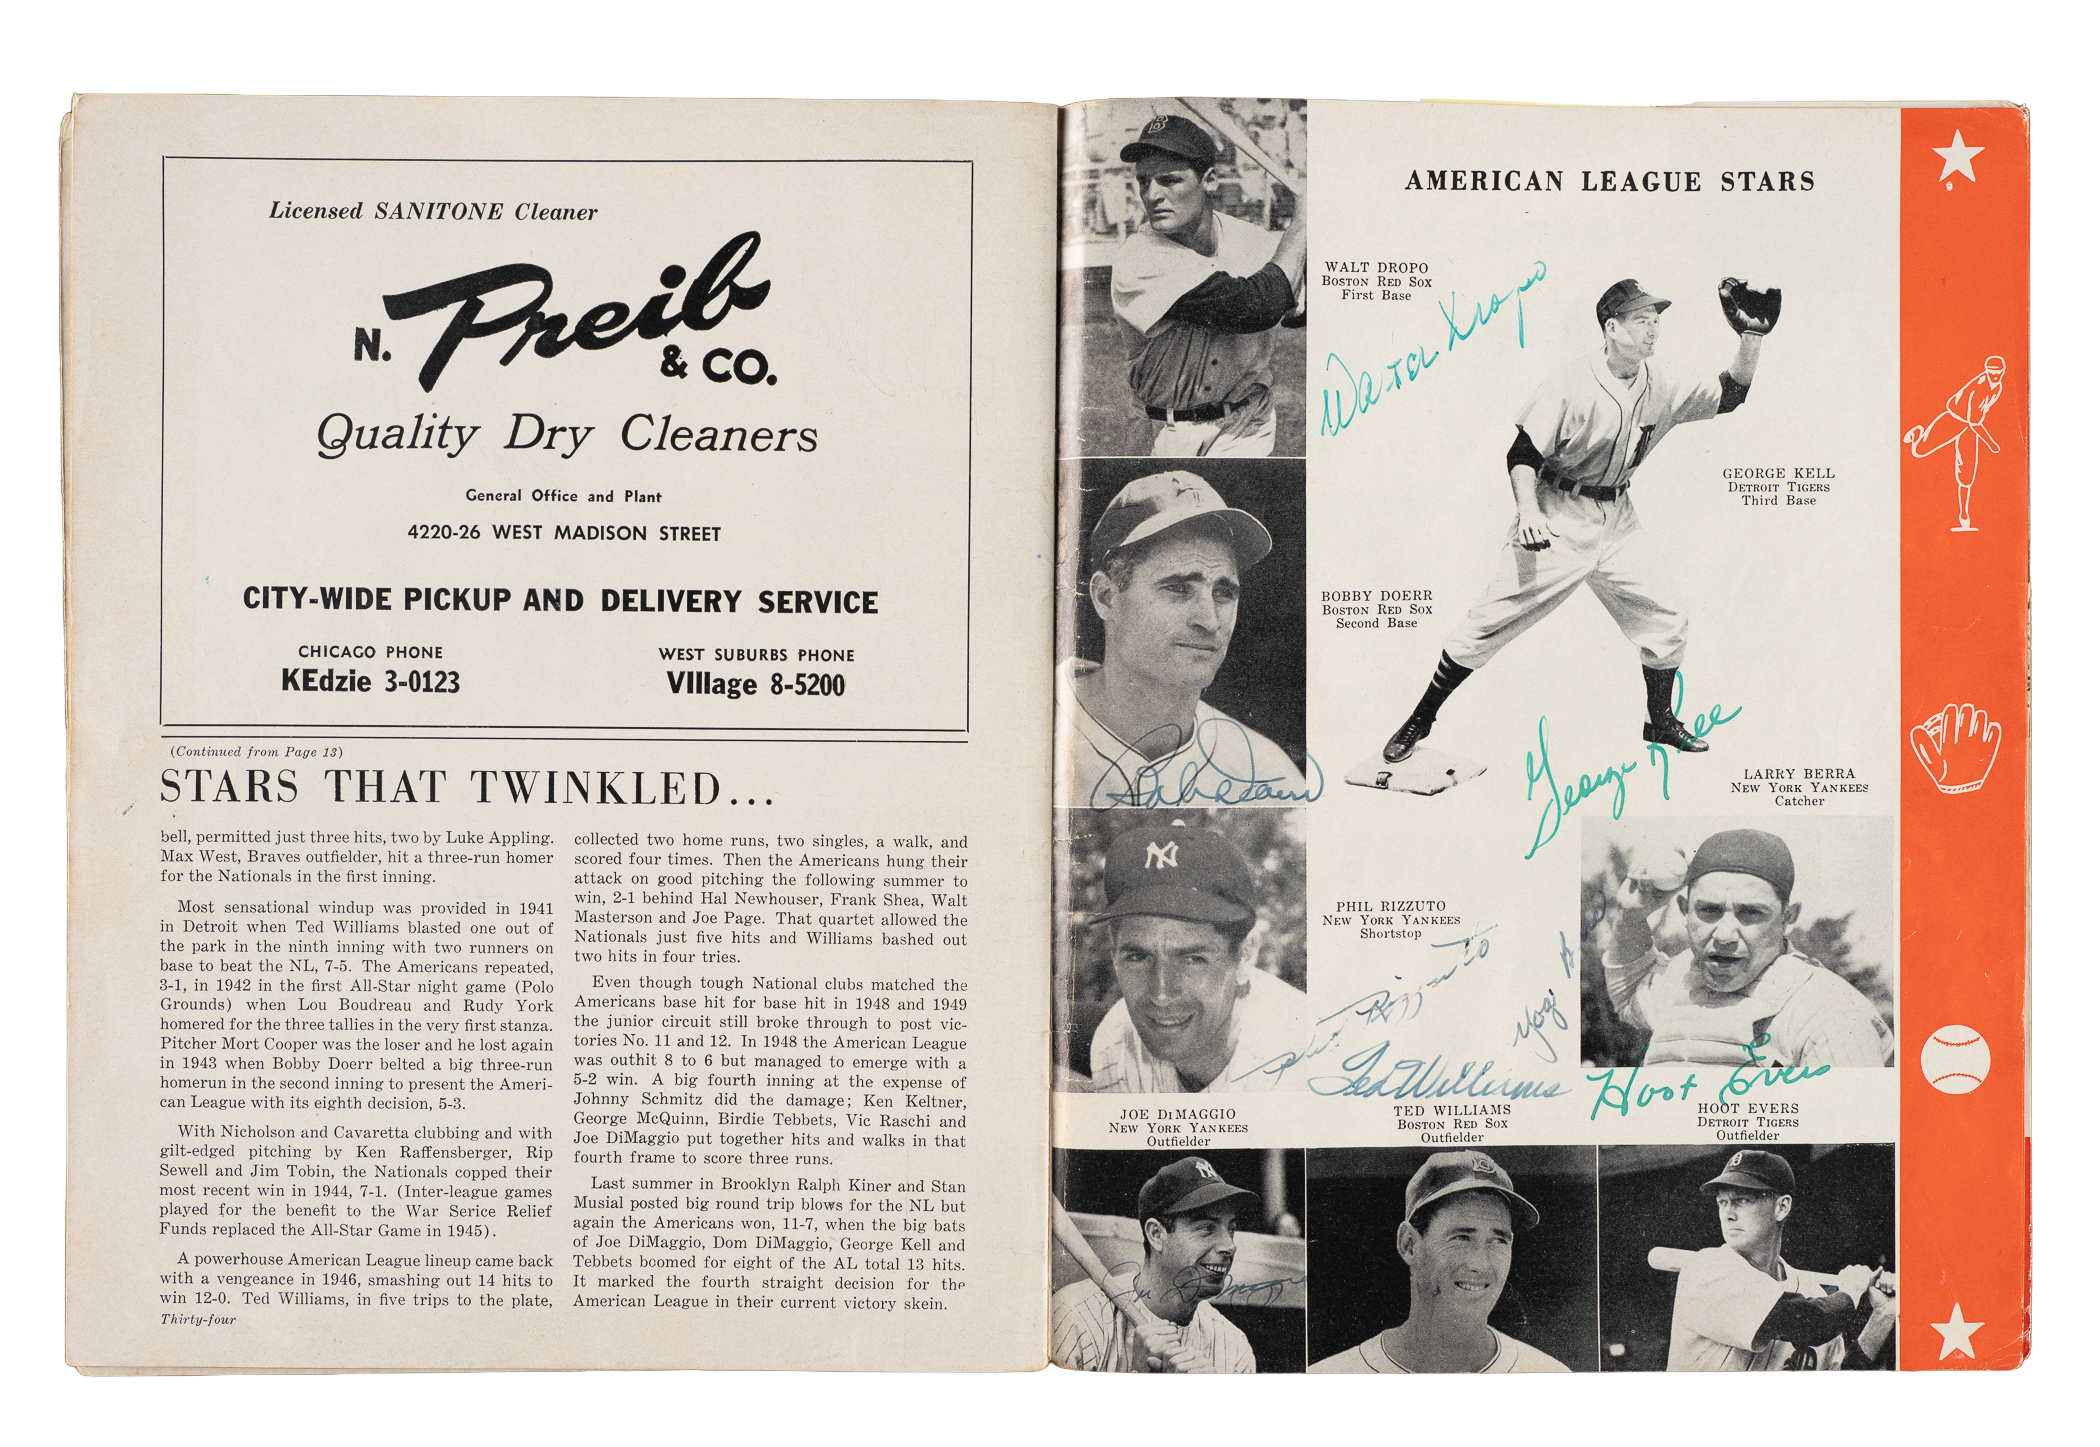 Licensed SANITONE Cleaner
N. Preib
& CO.
Quality Dry Cleaners
General Office and Plant
4220-26 WEST MADISON STREET
CITY-WIDE PICKUP AND DELIVERY SERVICE
CHICAGO PHONE
KEdzie 3-0123
WEST SUBURBS PHONE
VIllage 8-5200
(Continued from Page 13)
STARS THAT TWINKLED...
bell, permitted just three hits, two by Luke Appling.
Max West, Braves outfielder, hit a three-run homer
for the Nationals in the first inning.
Most sensational windup was provided in 1941
in Detroit when Ted Williams blasted one out of
the park in the ninth inning with two runners on
base to beat the NL, 7-5. The Americans repeated,
3-1, in 1942 in the first All-Star night game (Polo
Grounds) when Lou Boudreau and Rudy York
homered for the three tallies in the very first stanza.
Pitcher Mort Cooper was the loser and he lost again
in 1943 when Bobby Doerr belted a big three-run
homerun in the second inning to present the Ameri-
can League with its eighth decision, 5-3.
With Nicholson and Cavaretta clubbing and with
gilt-edged pitching by Ken Raffensberger, Rip
Sewell and Jim Tobin, the Nationals copped their
most recent win in 1944, 7-1. (Inter-league games
played for the benefit to the War Serice Relief
Funds replaced the All-Star Game in 1945).
A powerhouse American League lineup came back
with a vengeance in 1946, smashing out 14 hits to
win 12-0. Ted Williams, in five trips to the plate,
Thirty-four
collected two home runs, two singles, a walk, and
scored four times. Then the Americans hung their
attack on good pitching the following summer to
win, 2-1 behind Hal Newhouser, Frank Shea, Walt
Masterson and Joe Page. That quartet allowed the
Nationals just five hits and Williams bashed out
two hits in four tries.
Even though tough National clubs matched the
Americans base hit for base hit in 1948 and 1949
the junior circuit still broke through to post vic-
tories No. 11 and 12. In 1948 the American League
was outhit 8 to 6 but managed to emerge with a
5-2 win. A big fourth inning at the expense of
Johnny Schmitz did the damage; Ken Keltner,
George McQuinn, Birdie Tebbets, Vic Raschi and
Joe DiMaggio put together hits and walks in that
fourth frame to score three runs.
Last summer in Brooklyn Ralph Kiner and Stan
Musial posted big round trip blows for the NL but
again the Americans won, 11-7, when the big bats
of Joe DiMaggio, Dom DiMaggio, George Kell and
Tebbets boomed for eight of the AL total 13 hits.
It marked the fourth straight decision for the
American League in their current victory skein.
AMERICAN LEAGUE STARS
WALT DROPO
BOSTON RED SOX
First Base
Walter Dropo
GEORGE KELL
DETROIT TIGERS
Third Base
BOBBY DOERR
BOSTON RED SOX
Second Base
Bob Doerr
George Kell
LARRY BERRA
NEW YORK YANKEES
Catcher
PHIL RIZZUTO
NEW YORK YANKEES
Shortstop
Phil Rizzuto
Yogi
Ted Williams
Hoot Evers
JOE DIMAGGIO
NEW YORK YANKEES
Outfielder
TED WILLIAMS
BOSTON RED SOX
Outfielder
HOOT EVERS
DETROIT TIGERS
Outfielder
Joe DiMaggio